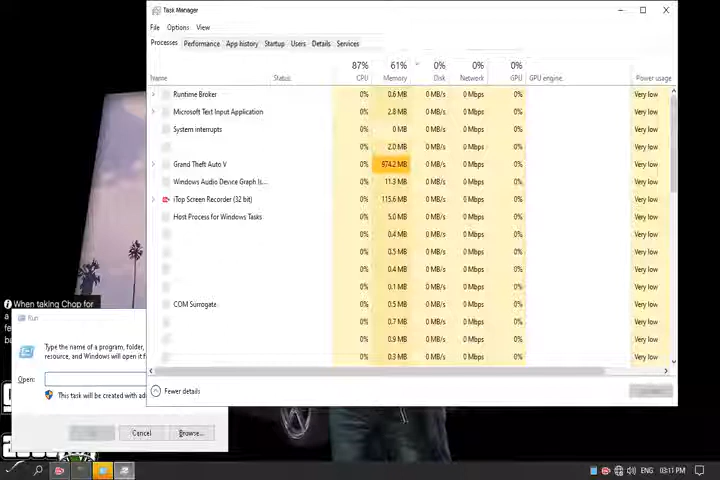 Task Manager
File Options View
Processes Performance App history Startup Users Details Services
87% 61% 0% 0% 0%
Name Status CPU Memory Disk Network GPU GPU engine Power usage
Runtime Broker 0% 0.6 MB 0 MB/s 0 Mbps 0% Very low
Microsoft Text Input Application 0% 2.8 MB 0 MB/s 0 Mbps 0% Very low
System interrupts 0% 0 MB 0 MB/s 0 Mbps 0% Very low
0% 2.0 MB 0 MB/s 0 Mbps 0% Very low
Grand Theft Auto V 0% 974.2 MB 0 MB/s 0 Mbps 0% Very low
Windows Audio Device Graph Is... 0% 11.3 MB 0 MB/s 0 Mbps 0% Very low
iTop Screen Recorder (32 bit) 0% 115.6 MB 0 MB/s 0 Mbps 0% Very low
Host Process for Windows Tasks 0% 5.0 MB 0 MB/s 0 Mbps 0% Very low
0% 0.4 MB 0 MB/s 0 Mbps 0% Very low
0% 0.5 MB 0 MB/s 0 Mbps 0% Very low
0% 0.4 MB 0 MB/s 0 Mbps 0% Very low
0% 0.1 MB 0 MB/s 0 Mbps 0% Very low
COM Surrogate 0% 0.5 MB 0 MB/s 0 Mbps 0% Very low
0% 0.7 MB 0 MB/s 0 Mbps 0% Very low
0% 0.9 MB 0 MB/s 0 Mbps 0% Very low
0% 0.3 MB 0 MB/s 0 Mbps 0% Very low
Fewer details
When taking Chop for
a
Run
Type the name of a program, folder,
resource, and Windows will open it f
Open:
This task will be created with ad
Cancel Browse...
ENG 03:11 PM